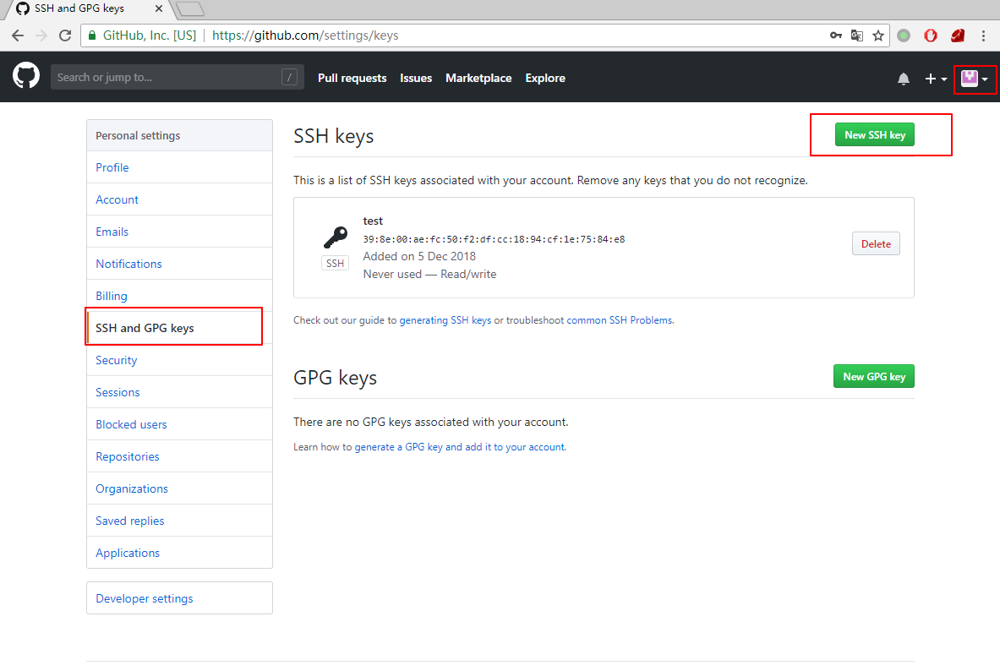 SSH and GPG keys
GitHub, Inc. [US] https://github.com/settings/keys
Search or jump to... /
Pull requests Issues Marketplace Explore
Personal settings
Profile
Account
Emails
Notifications
Billing
SSH and GPG keys
Security
Sessions
Blocked users
Repositories
Organizations
Saved replies
Applications
Developer settings
SSH keys
New SSH key
This is a list of SSH keys associated with your account. Remove any keys that you do not recognize.
test
39:8e:00:ae:fc:50:f2:df:cc:18:94:cf:1e:75:84:e8
Added on 5 Dec 2018
Never used — Read/write
SSH
Delete
Check out our guide to generating SSH keys or troubleshoot common SSH Problems.
GPG keys
New GPG key
There are no GPG keys associated with your account.
Learn how to generate a GPG key and add it to your account.